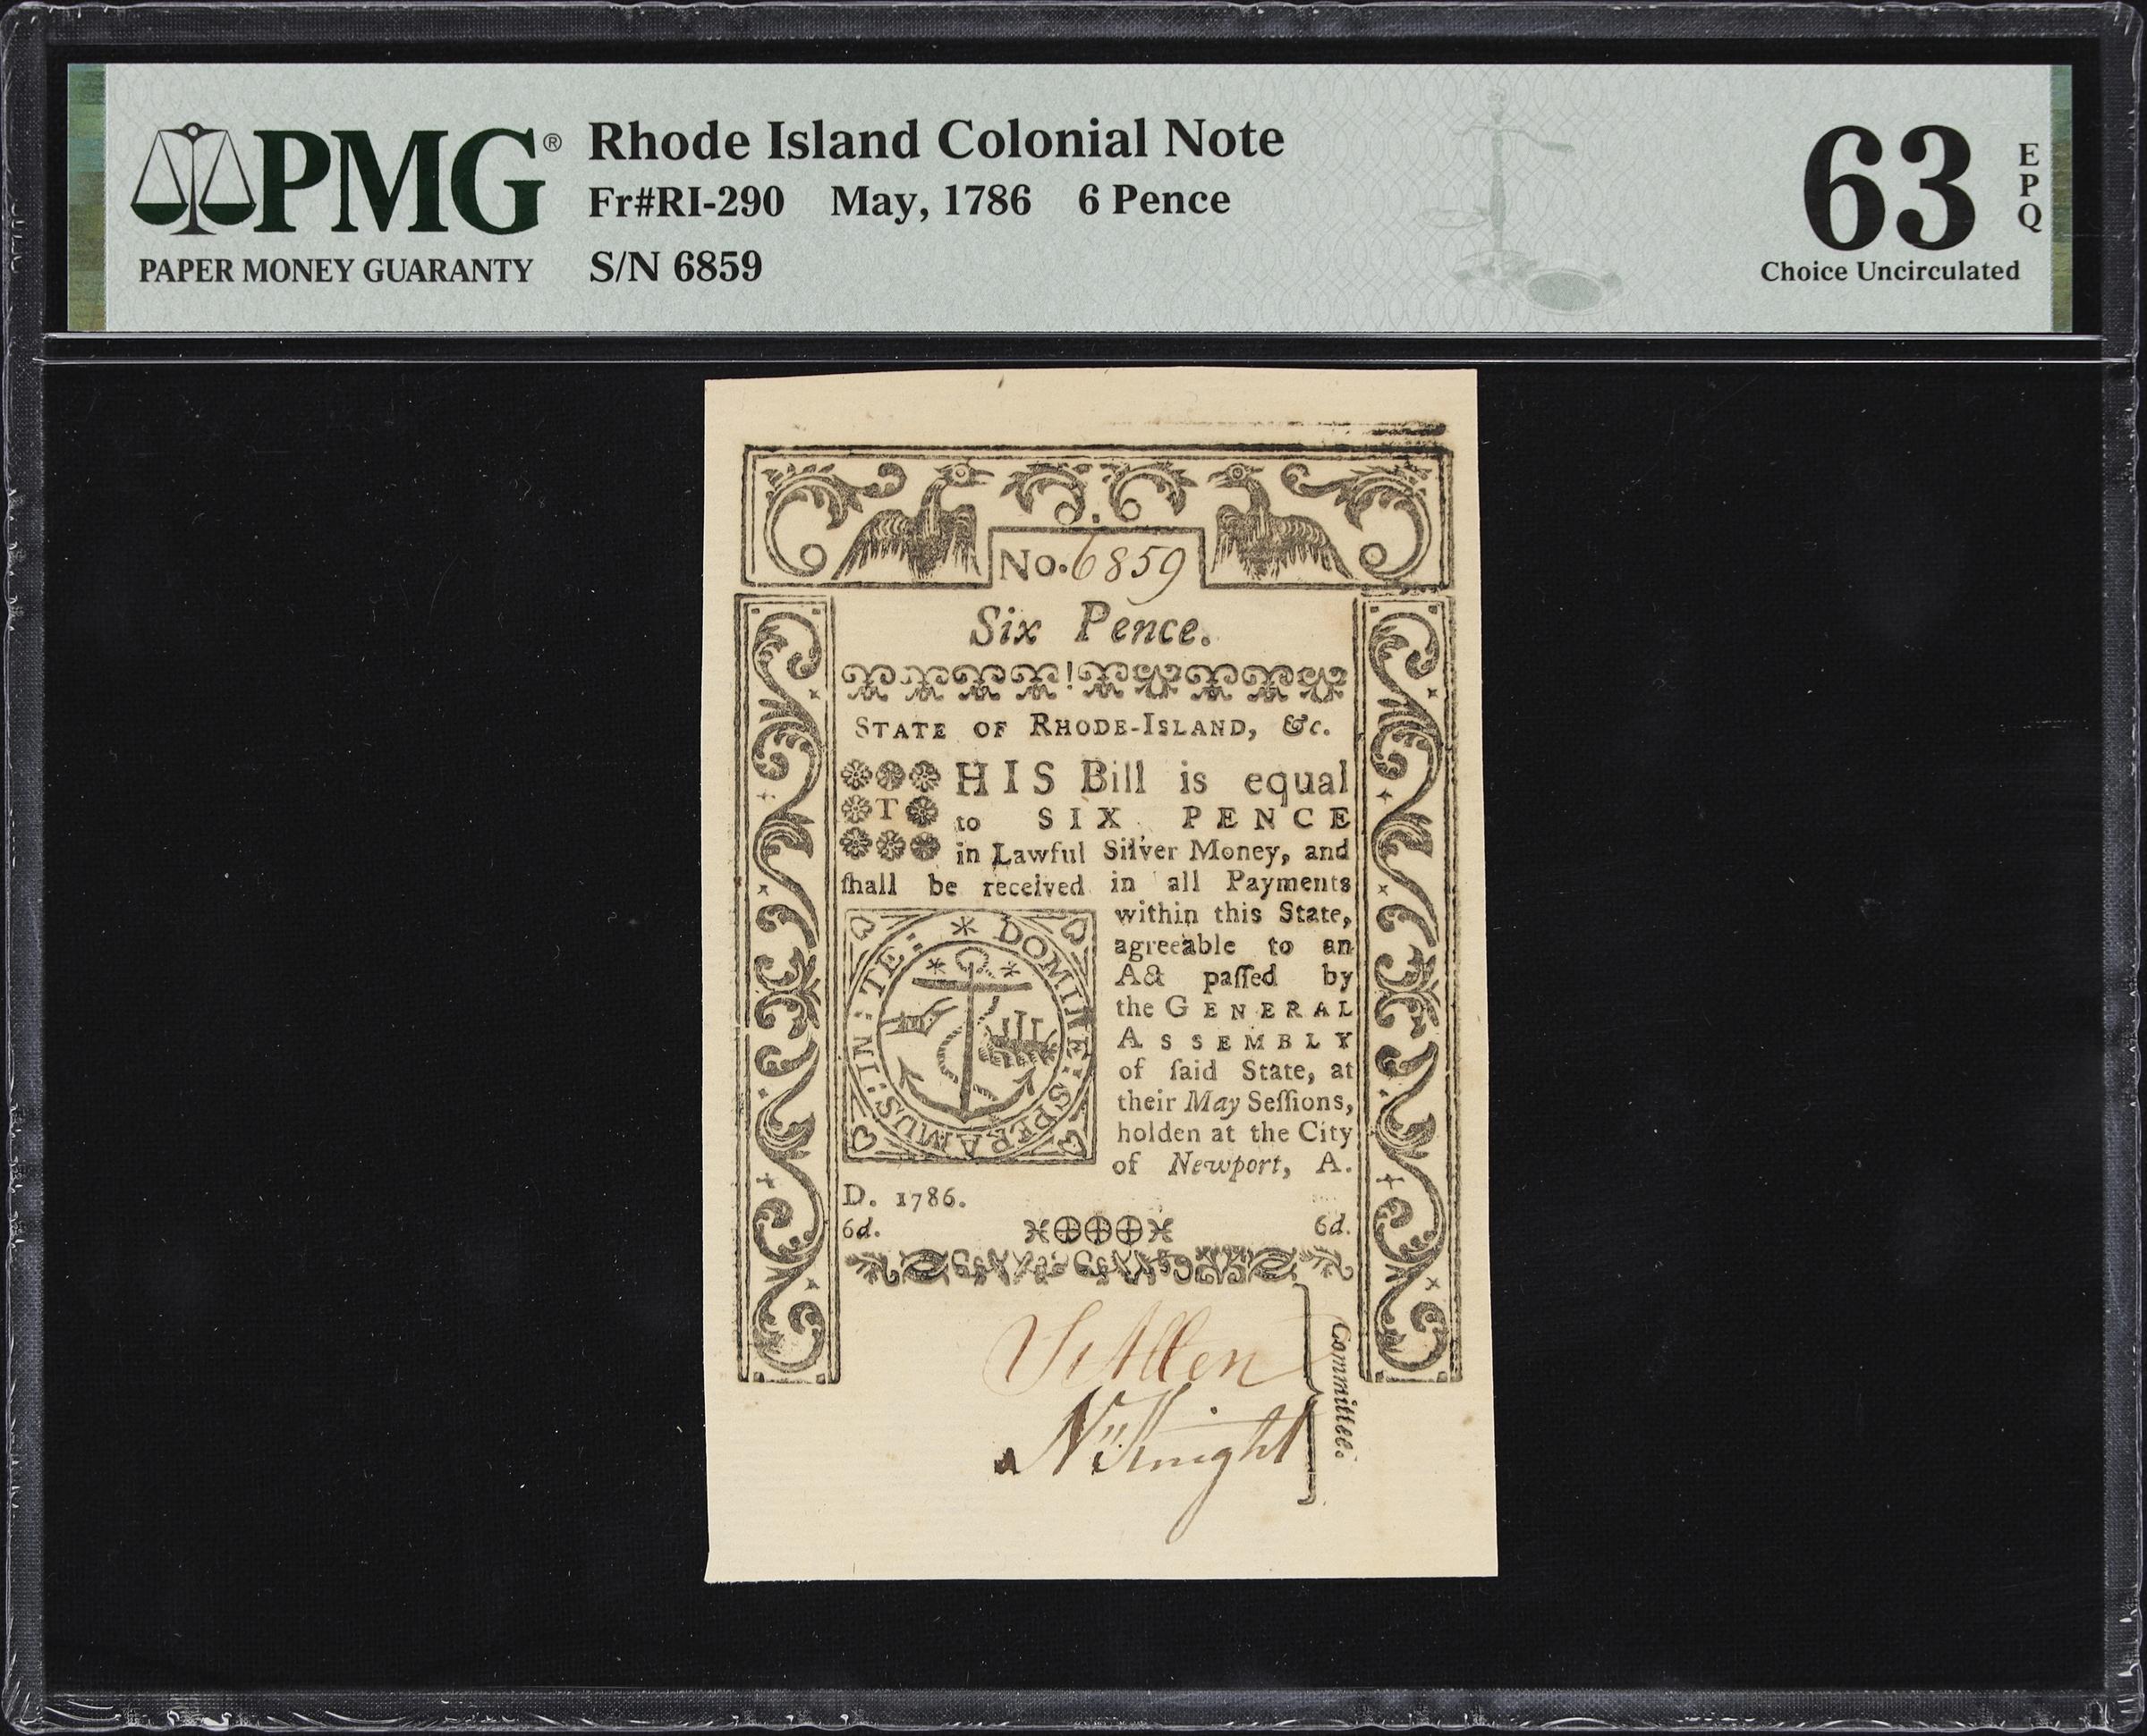 PMG®
PAPER MONEY GUARANTY
Rhode Island Colonial Note
Fr#RI-290 May, 1786 6 Pence
S/N 6859
63
EPQ
Choice Uncirculated
No. 6859
Six Pence.
STATE OF RHODE-ISLAND, &c.
THIS Bill is equal
to SIX PENCE
in Lawful Silver Money, and
ſhall be received in all Payments
within this State,
agreeable to an
Act paſſed by
the GENERAL
ASSEMBLY
of ſaid State, at
their May Seſſions,
holden at the City
of Newport, A.
D. 1786.
IN: TE: * DOMINE: SPERAMUS:
6d. 6d.
Allen
Nn Knight
Committee.